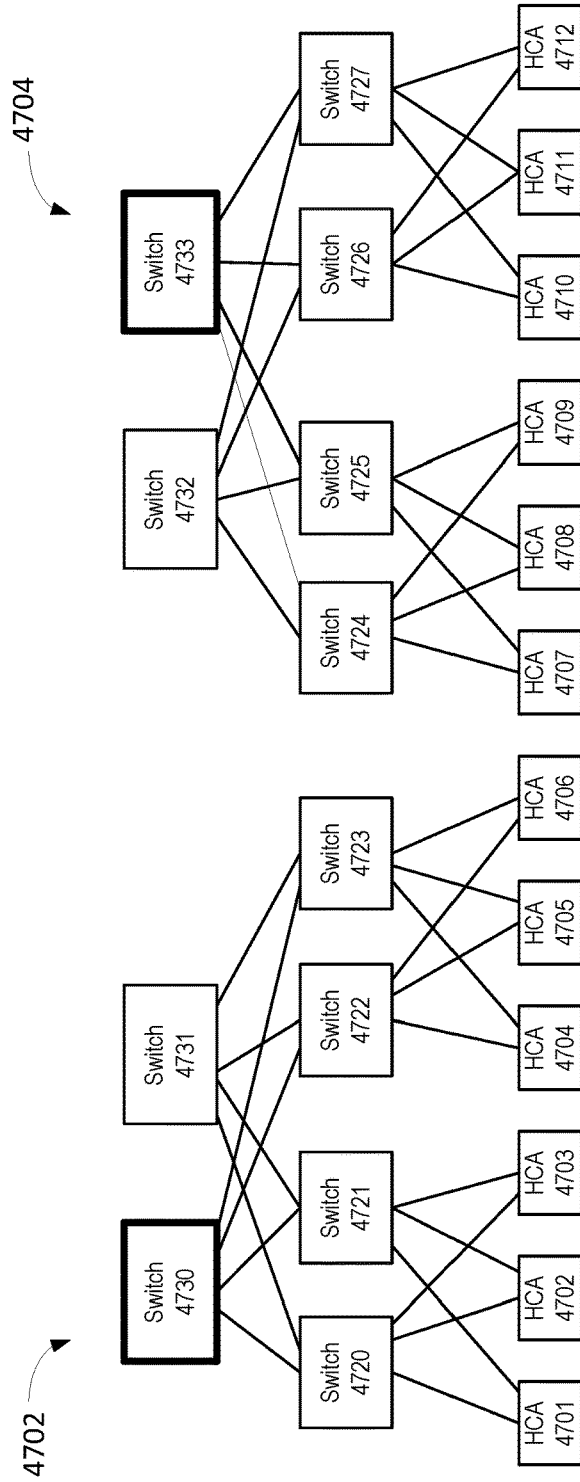 4702
4704
Switch
4730
Switch
4731
Switch
4732
Switch
4733
Switch
4720
Switch
4721
Switch
4722
Switch
4723
Switch
4724
Switch
4725
Switch
4726
Switch
4727
HCA
4701
HCA
4702
HCA
4703
HCA
4704
HCA
4705
HCA
4706
HCA
4707
HCA
4708
HCA
4709
HCA
4710
HCA
4711
HCA
4712